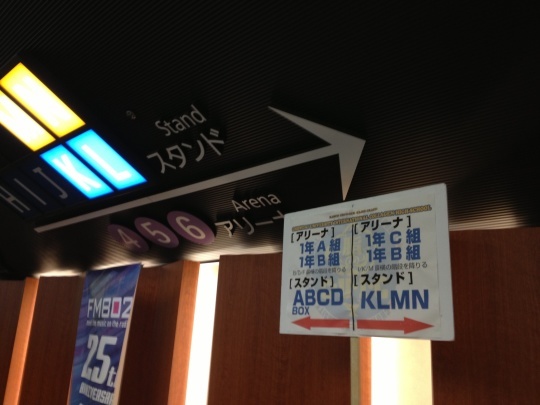 H I J K L
Stand
スタンド
4 5 6
Arena
アリーナ
[アリーナ]
1年A組
1年B組
[スタンド]
ABCD
BOX
[アリーナ]
1年C組
1年B組
[スタンド]
KLMN
FM802
25